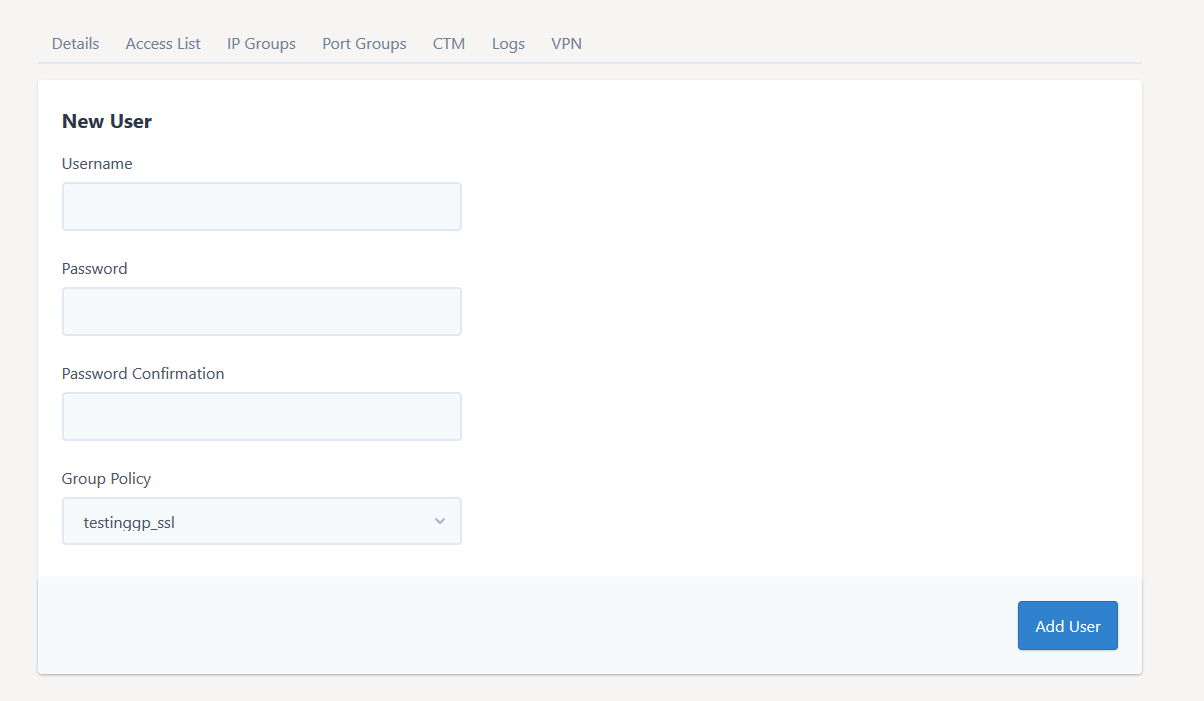 Details Access List IP Groups Port Groups CTM Logs VPN
New User
Username
Password
Password Confirmation
Group Policy
testinggp_ssl
Add User